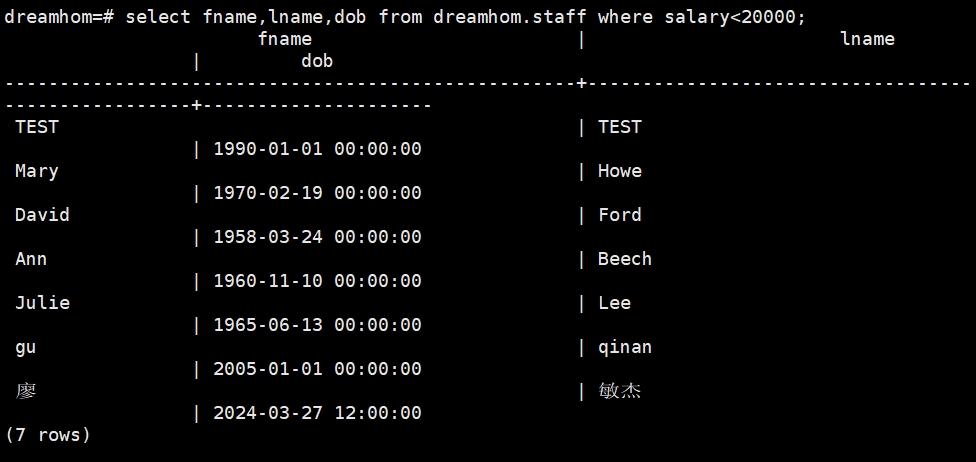 dreamhom=# select fname,lname,dob from dreamhom.staff where salary<20000;
fname | lname
| dob
----------------------------------------------------+-----------------------------------
-----------------+---------------------
TEST | TEST
| 1990-01-01 00:00:00
Mary | Howe
| 1970-02-19 00:00:00
David | Ford
| 1958-03-24 00:00:00
Ann | Beech
| 1960-11-10 00:00:00
Julie | Lee
| 1965-06-13 00:00:00
gu | qinan
| 2005-01-01 00:00:00
廖 | 敏杰
| 2024-03-27 12:00:00
(7 rows)